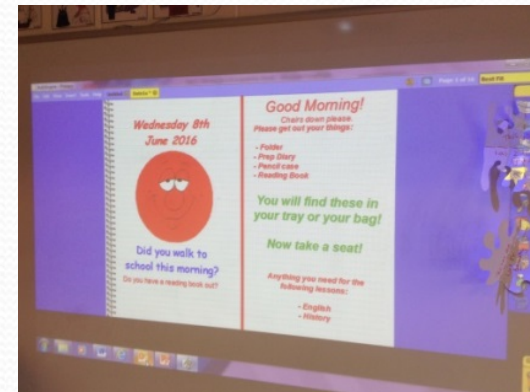 Wednesday 8th
June 2016
Did you walk to
school this morning?
Do you have a reading book out?
Good Morning!
Chairs down please.
Please get out your things:
- Folder
- Prep Diary
- Pencil case
- Reading Book
You will find these in
your tray or your bag!
Now take a seat!
Anything you need for the
following lessons:
- English
- History